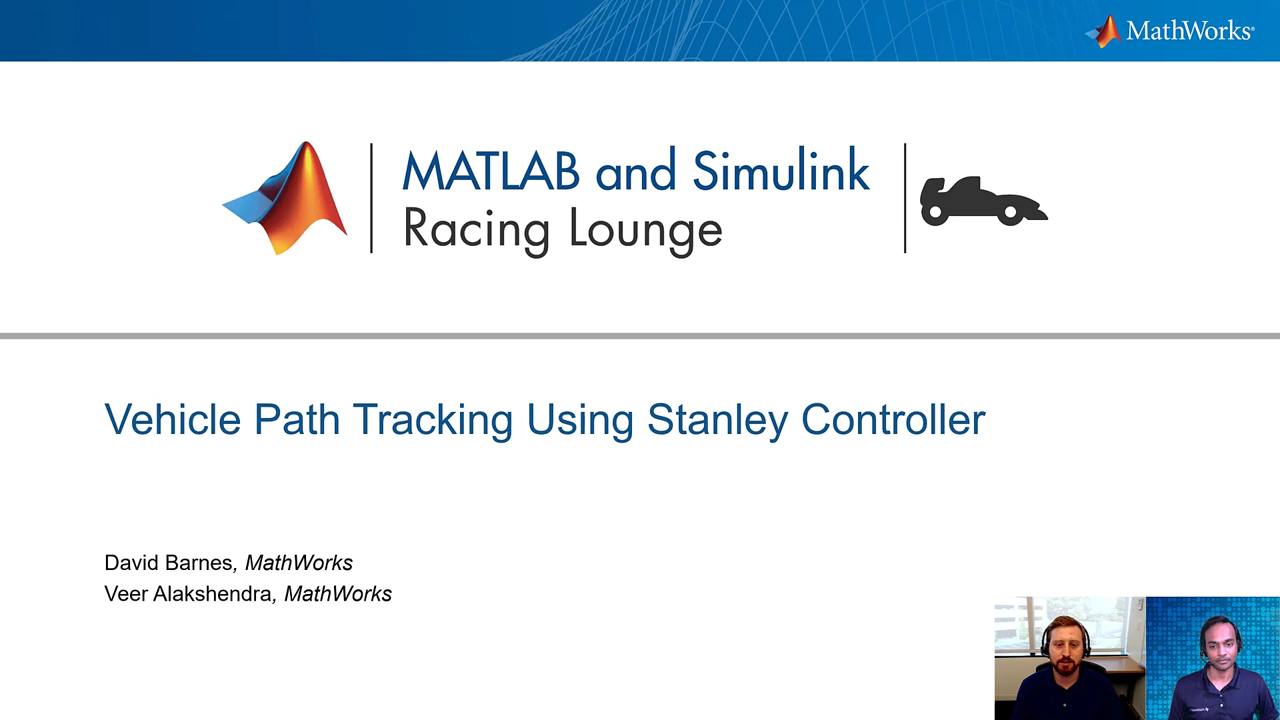 MathWorks®
MATLAB and Simulink
Racing Lounge
Vehicle Path Tracking Using Stanley Controller
David Barnes, MathWorks
Veer Alakshendra, MathWorks